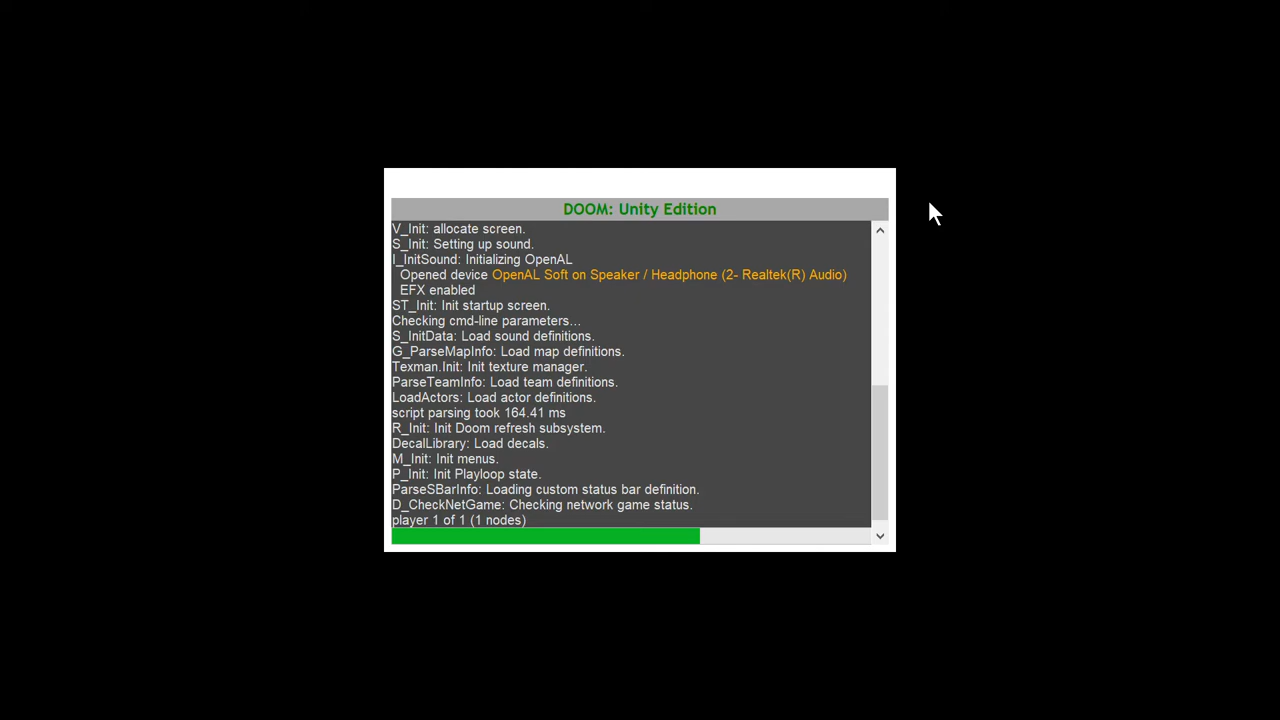 DOOM: Unity Edition
V_Init: allocate screen.
S_Init: Setting up sound.
I_InitSound: Initializing OpenAL
Opened device OpenAL Soft on Speaker / Headphone (2- Realtek(R) Audio)
EFX enabled
ST_Init: Init startup screen.
Checking cmd-line parameters...
S_InitData: Load sound definitions.
G_ParseMapInfo: Load map definitions.
Texman.Init: Init texture manager.
ParseTeamInfo: Load team definitions.
LoadActors: Load actor definitions.
script parsing took 164.41 ms
R_Init: Init Doom refresh subsystem.
DecalLibrary: Load decals.
M_Init: Init menus.
P_Init: Init Playloop state.
ParseSBarInfo: Loading custom status bar definition.
D_CheckNetGame: Checking network game status.
player 1 of 1 (1 nodes)